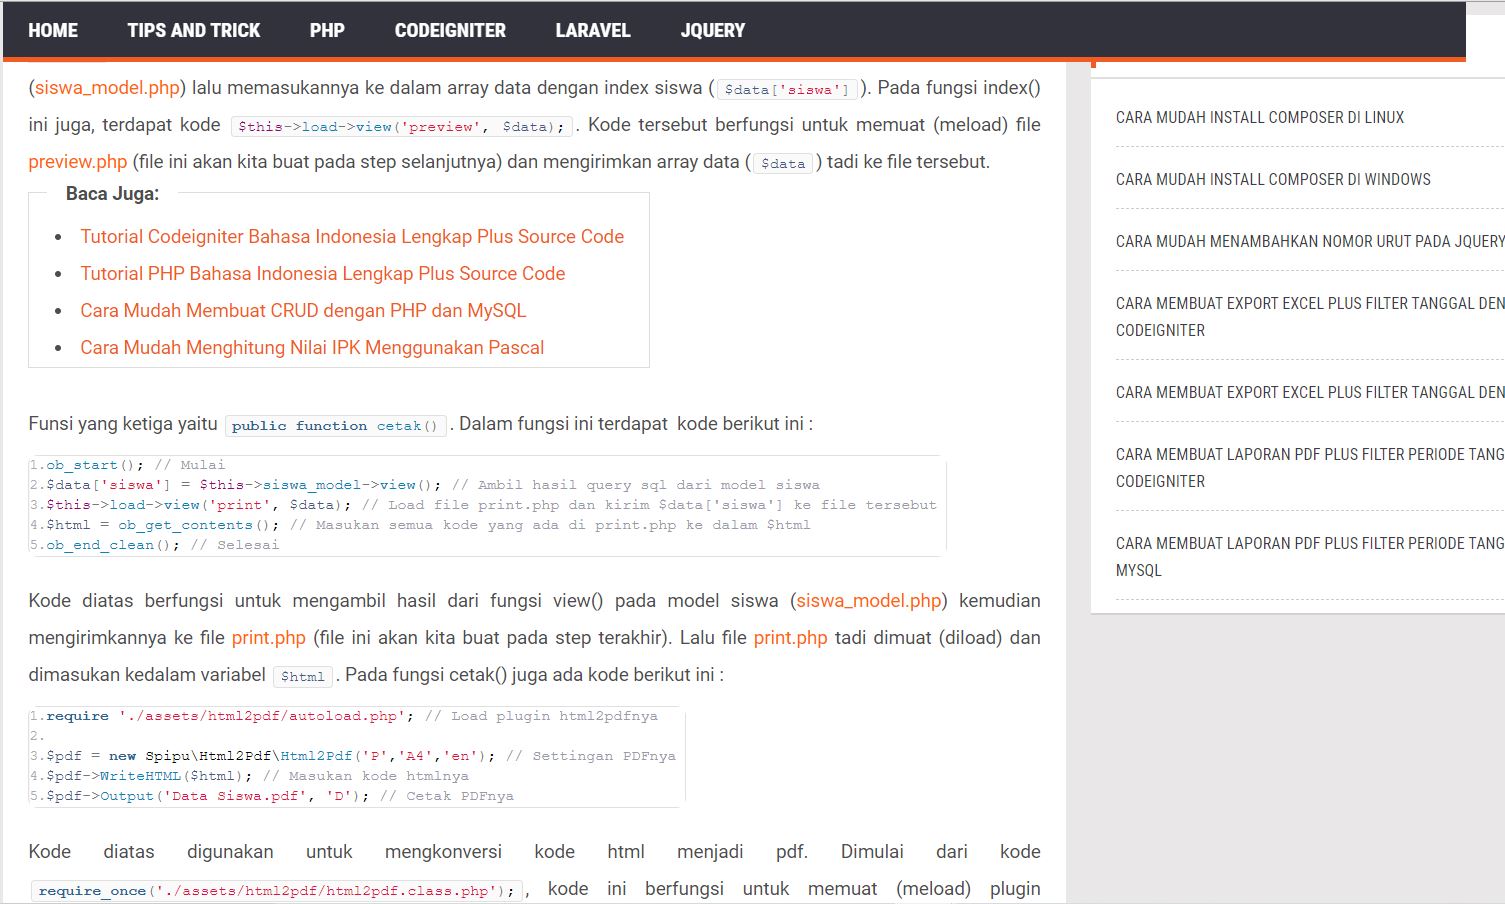 HOME TIPS AND TRICK PHP CODEIGNITER LARAVEL JQUERY
(siswa_model.php) lalu memasukannya ke dalam array data dengan index siswa ( $data['siswa'] ). Pada fungsi index()
ini juga, terdapat kode $this->load->view('preview', $data); . Kode tersebut berfungsi untuk memuat (meload) file
preview.php (file ini akan kita buat pada step selanjutnya) dan mengirimkan array data ( $data ) tadi ke file tersebut.
Baca Juga:
• Tutorial Codeigniter Bahasa Indonesia Lengkap Plus Source Code
• Tutorial PHP Bahasa Indonesia Lengkap Plus Source Code
• Cara Mudah Membuat CRUD dengan PHP dan MySQL
• Cara Mudah Menghitung Nilai IPK Menggunakan Pascal
Funsi yang ketiga yaitu public function cetak() . Dalam fungsi ini terdapat kode berikut ini :
1.ob_start(); // Mulai
2.$data['siswa'] = $this->siswa_model->view(); // Ambil hasil query sql dari model siswa
3.$this->load->view('print', $data); // Load file print.php dan kirim $data['siswa'] ke file tersebut
4.$html = ob_get_contents(); // Masukan semua kode yang ada di print.php ke dalam $html
5.ob_end_clean(); // Selesai
Kode diatas berfungsi untuk mengambil hasil dari fungsi view() pada model siswa (siswa_model.php) kemudian
mengirimkannya ke file print.php (file ini akan kita buat pada step terakhir). Lalu file print.php tadi dimuat (diload) dan
dimasukan kedalam variabel $html . Pada fungsi cetak() juga ada kode berikut ini :
1.require './assets/html2pdf/autoload.php'; // Load plugin html2pdfnya
2.
3.$pdf = new Spipu\Html2Pdf\Html2Pdf('P','A4','en'); // Settingan PDFnya
4.$pdf->WriteHTML($html); // Masukan kode htmlnya
5.$pdf->Output('Data Siswa.pdf', 'D'); // Cetak PDFnya
Kode diatas digunakan untuk mengkonversi kode html menjadi pdf. Dimulai dari kode
require_once('./assets/html2pdf/html2pdf.class.php'); , kode ini berfungsi untuk memuat (meload) plugin
CARA MUDAH INSTALL COMPOSER DI LINUX
CARA MUDAH INSTALL COMPOSER DI WINDOWS
CARA MUDAH MENAMBAHKAN NOMOR URUT PADA JQUERY
CARA MEMBUAT EXPORT EXCEL PLUS FILTER TANGGAL DEN
CODEIGNITER
CARA MEMBUAT EXPORT EXCEL PLUS FILTER TANGGAL DEN
CARA MEMBUAT LAPORAN PDF PLUS FILTER PERIODE TANG
CODEIGNITER
CARA MEMBUAT LAPORAN PDF PLUS FILTER PERIODE TANG
MYSQL